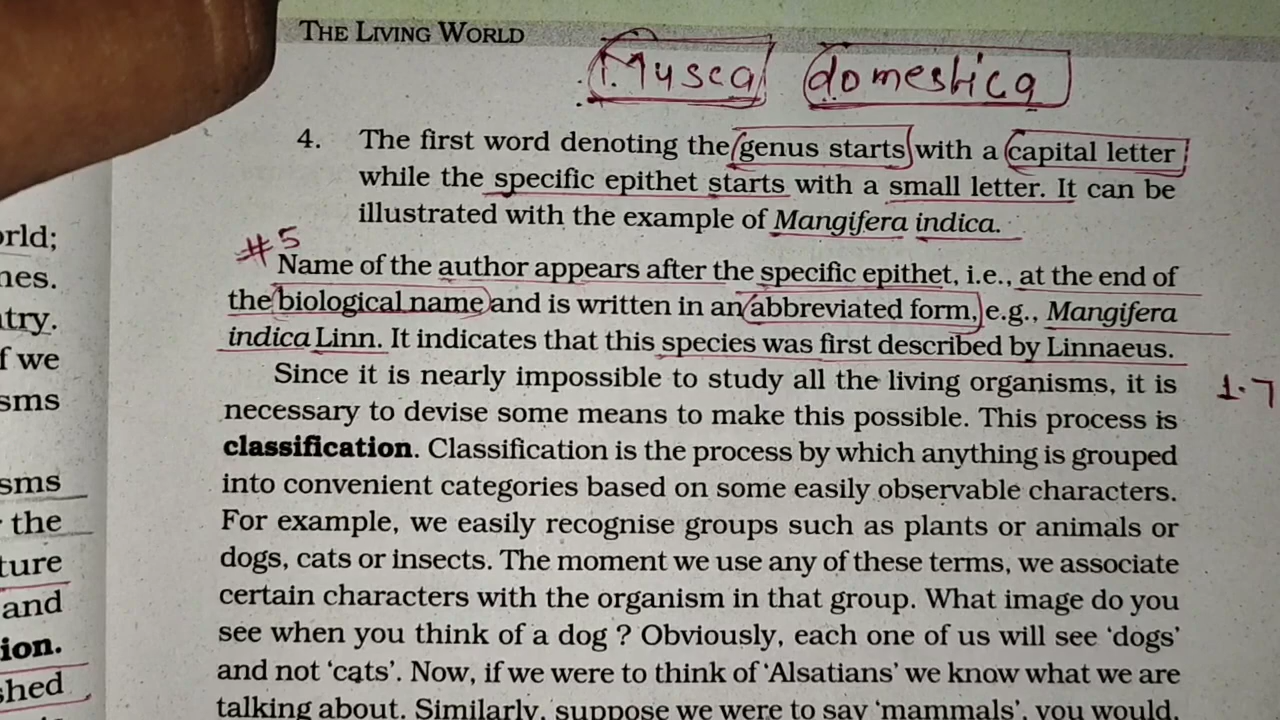 THE LIVING WORLD
Musca domestica
4. The first word denoting the genus starts with a capital letter
while the specific epithet starts with a small letter. It can be
illustrated with the example of Mangifera indica.
#5
Name of the author appears after the specific epithet, i.e., at the end of
the biological name and is written in an abbreviated form, e.g., Mangifera
indica Linn. It indicates that this species was first described by Linnaeus.
Since it is nearly impossible to study all the living organisms, it is
1.7
necessary to devise some means to make this possible. This process is
classification. Classification is the process by which anything is grouped
into convenient categories based on some easily observable characters.
For example, we easily recognise groups such as plants or animals or
dogs, cats or insects. The moment we use any of these terms, we associate
certain characters with the organism in that group. What image do you
see when you think of a dog ? Obviously, each one of us will see ‘dogs’
and not ‘cats’. Now, if we were to think of ‘Alsatians’ we know what we are
talking about. Similarly, suppose we were to say ‘mammals’, you would,
the
and